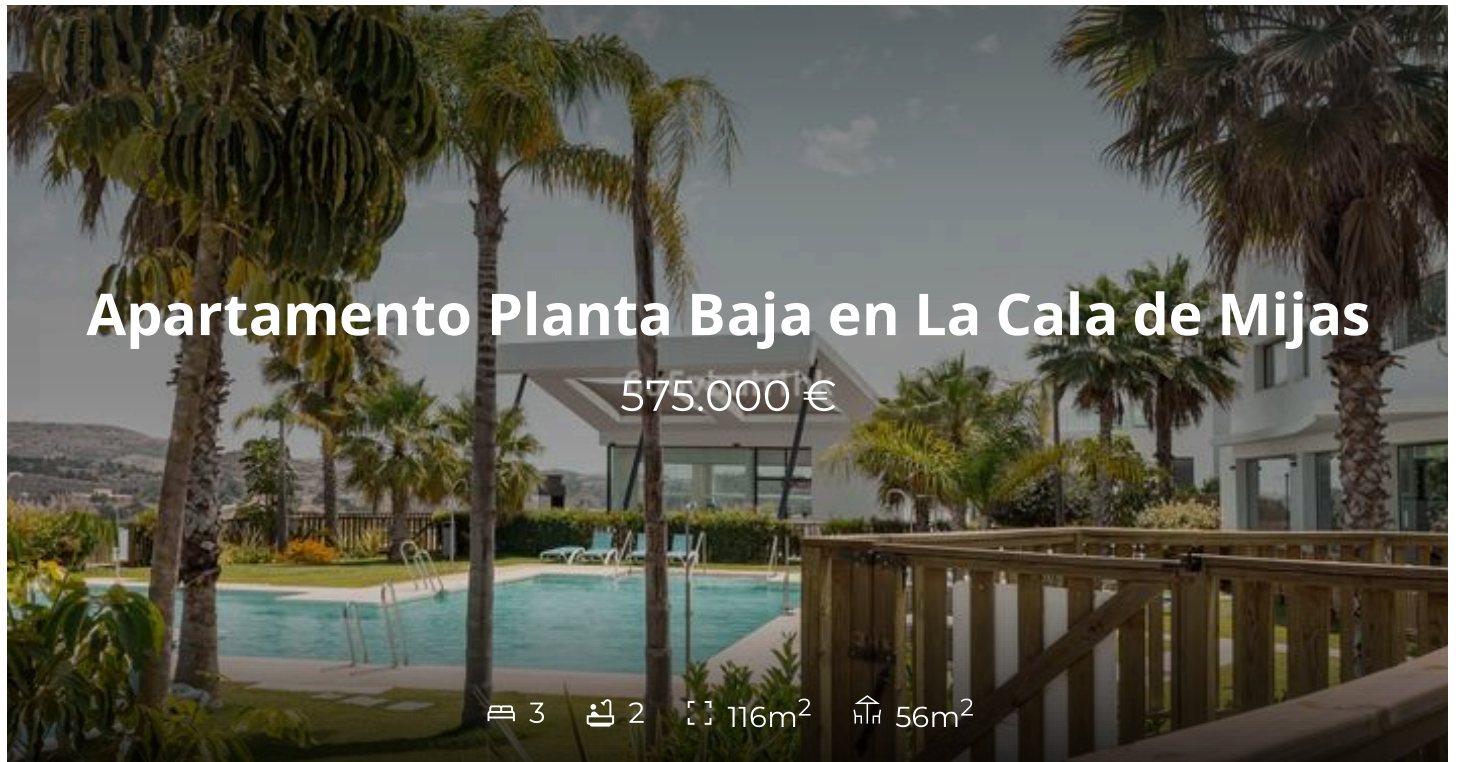 Apartamento Planta Baja en La Cala de Mijas
575.000 €
3 2 116m² 56m²